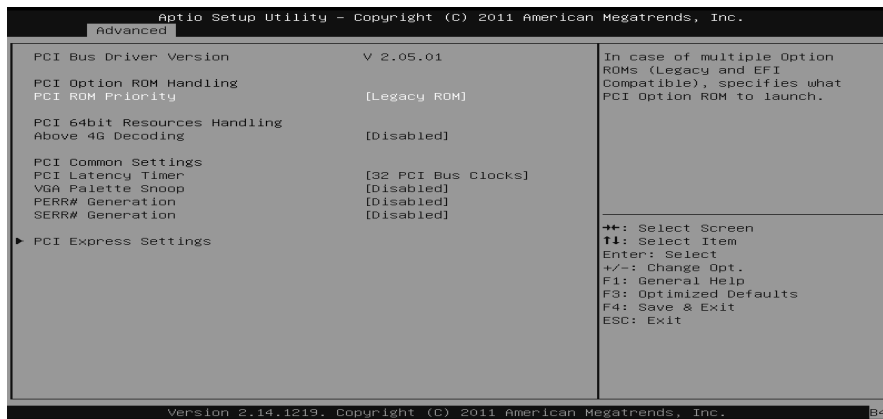 Aptio Setup Utility – Copyright (C) 2011 American Megatrends, Inc.
Advanced
PCI Bus Driver Version V 2.05.01
PCI Option ROM Handling
PCI ROM Priority [Legacy ROM]
PCI 64bit Resources Handling
Above 4G Decoding [Disabled]
PCI Common Settings
PCI Latency Timer [32 PCI Bus Clocks]
VGA Palette Snoop [Disabled]
PERR# Generation [Disabled]
SERR# Generation [Disabled]
► PCI Express Settings
In case of multiple Option
ROMs (Legacy and EFI
Compatible), specifies what
PCI Option ROM to launch.
→←: Select Screen
↑↓: Select Item
Enter: Select
+/-: Change Opt.
F1: General Help
F3: Optimized Defaults
F4: Save & Exit
ESC: Exit
Version 2.14.1219. Copyright (C) 2011 American Megatrends, Inc.
B4